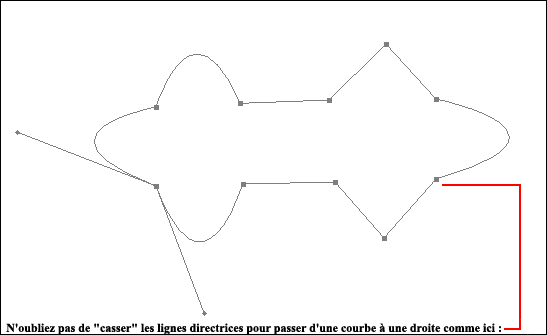 N'oubliez pas de "casser" les lignes directrices pour passer d'une courbe à une droite comme ici :